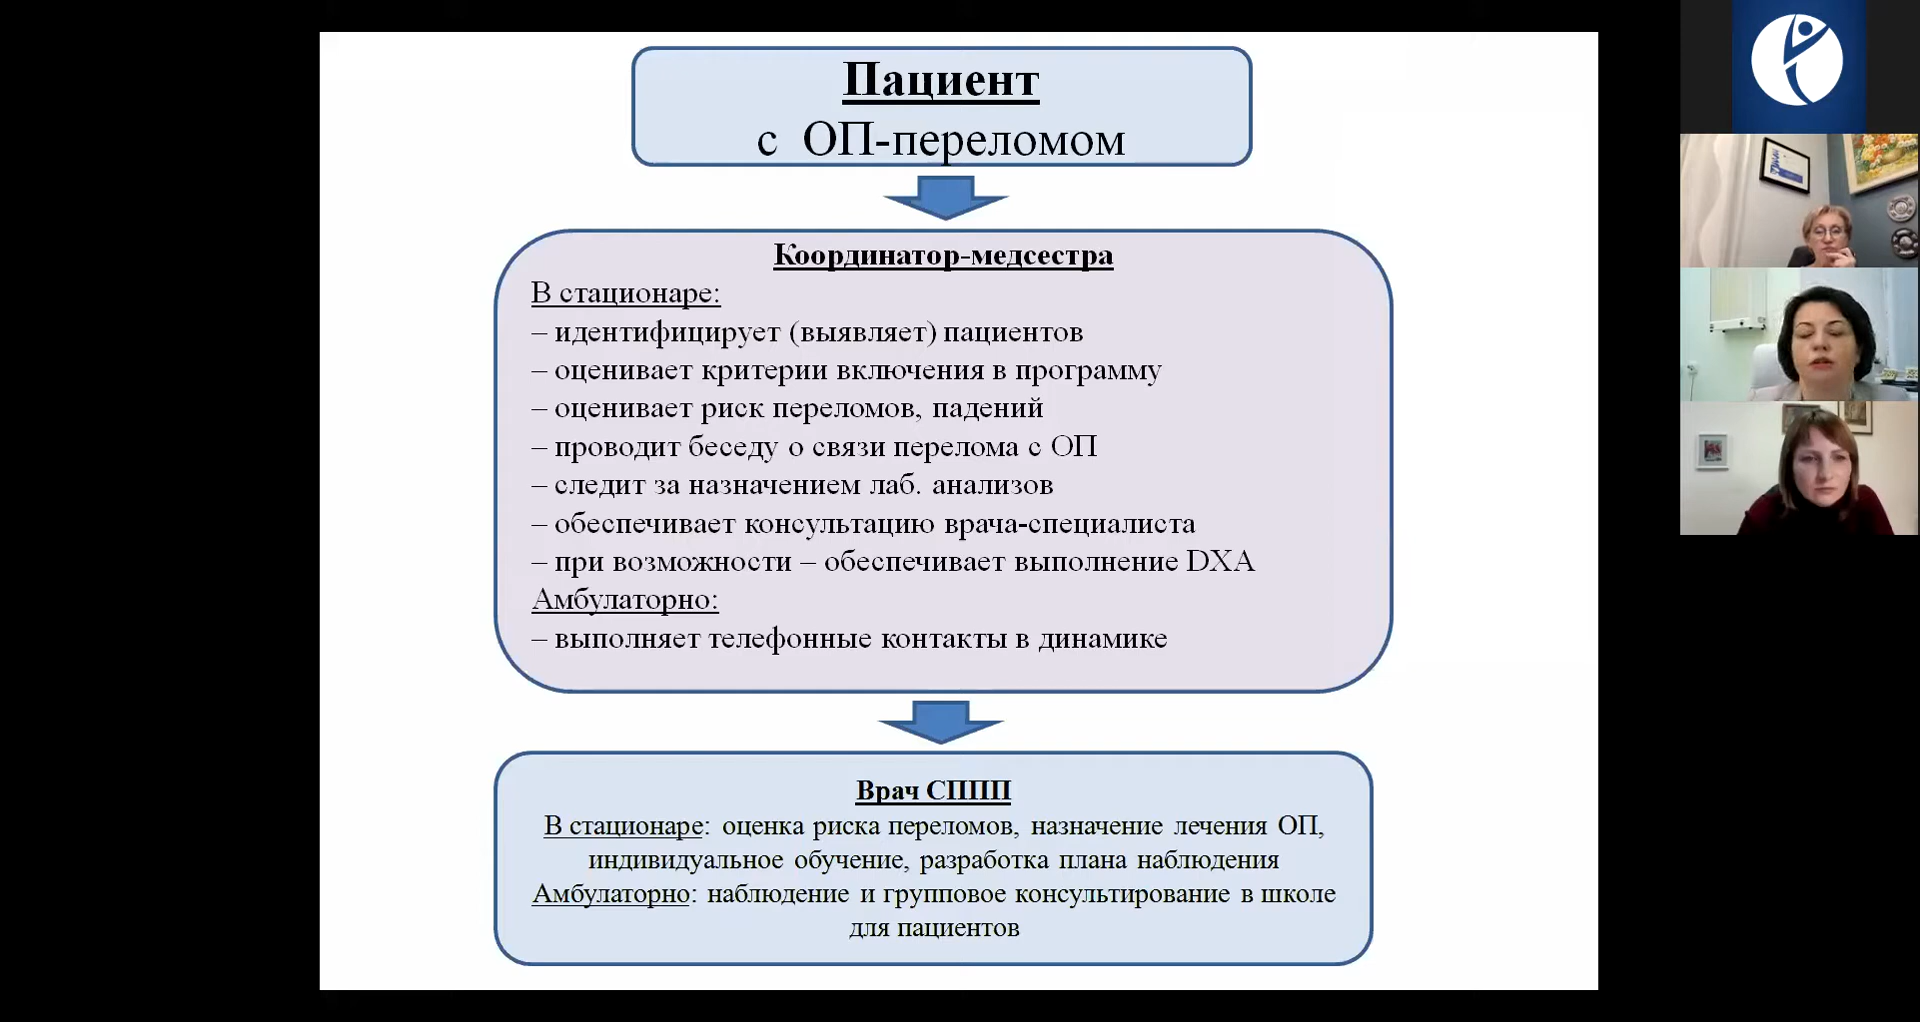 Пациент
с ОП-переломом
Координатор-медсестра
В стационаре:
– идентифицирует (выявляет) пациентов
– оценивает критерии включения в программу
– оценивает риск переломов, падений
– проводит беседу о связи перелома с ОП
– следит за назначением лаб. анализов
– обеспечивает консультацию врача-специалиста
– при возможности – обеспечивает выполнение DXA
Амбулаторно:
– выполняет телефонные контакты в динамике
Врач СППП
В стационаре: оценка риска переломов, назначение лечения ОП,
индивидуальное обучение, разработка плана наблюдения
Амбулаторно: наблюдение и групповое консультирование в школе
для пациентов